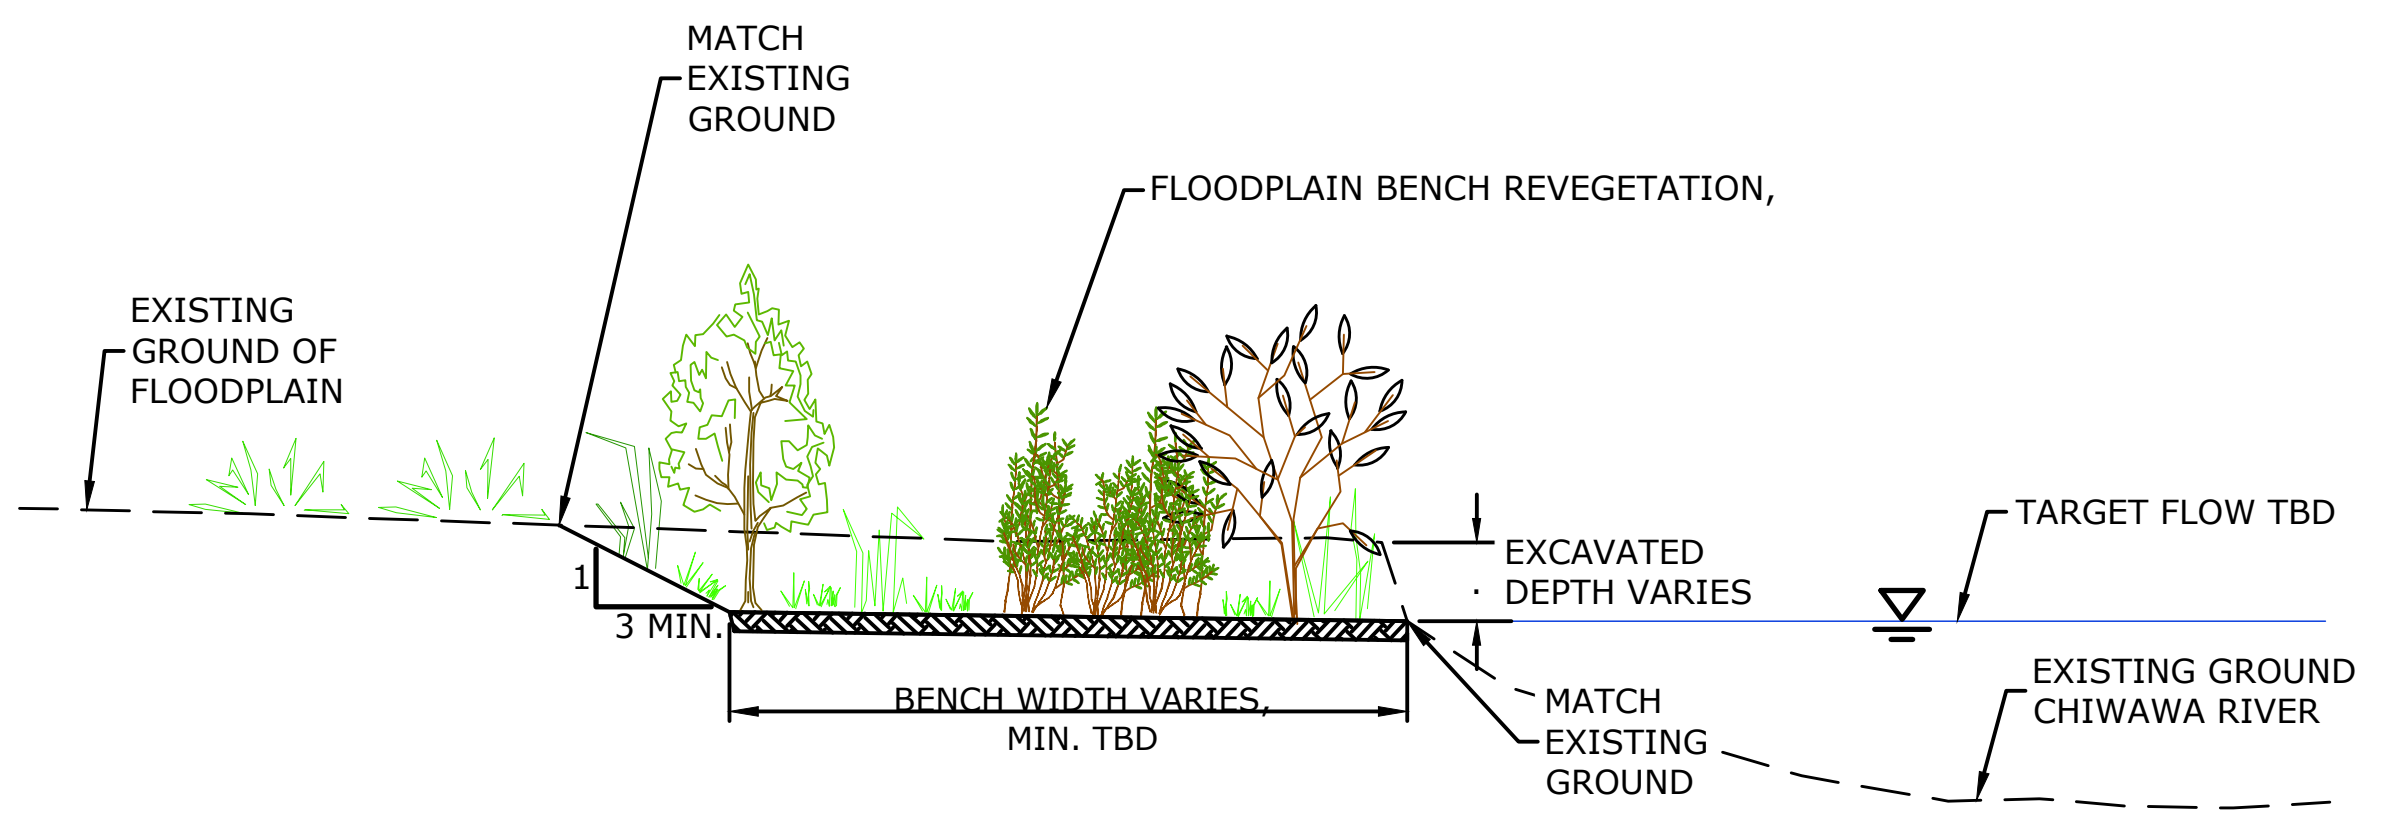 MATCH
EXISTING
GROUND
FLOODPLAIN BENCH REVEGETATION,
EXISTING
GROUND OF
FLOODPLAIN
TARGET FLOW TBD
EXCAVATED
DEPTH VARIES
1
3 MIN.
BENCH WIDTH VARIES,
MIN. TBD
MATCH
EXISTING
GROUND
EXISTING GROUND
CHIWAWA RIVER